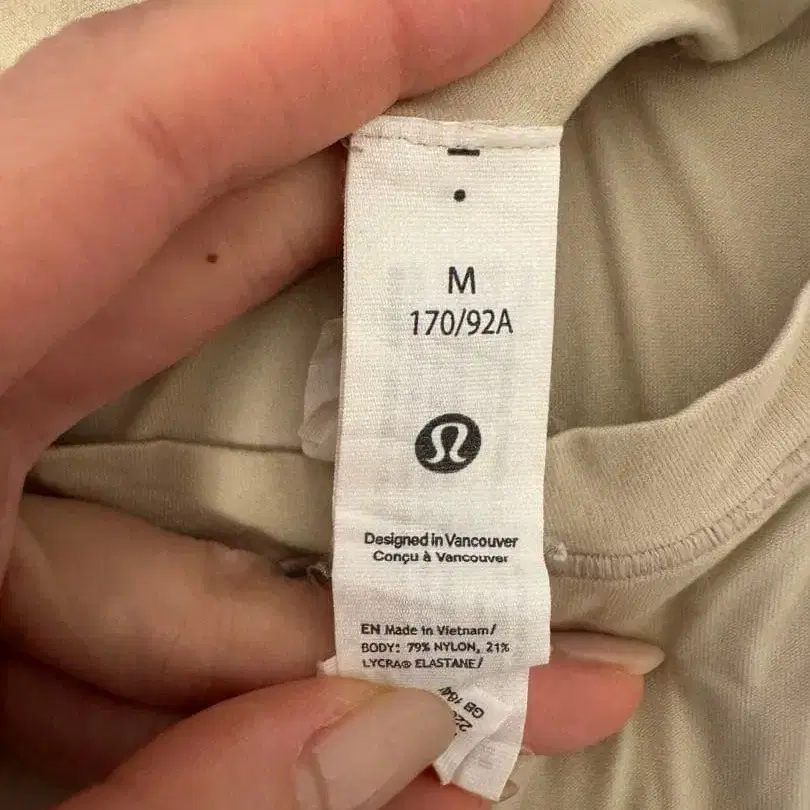 M
170/92A
Designed in Vancouver
Conçu à Vancouver
EN Made in Vietnam/
BODY: 79% NYLON, 21%
LYCRA® ELASTANE/